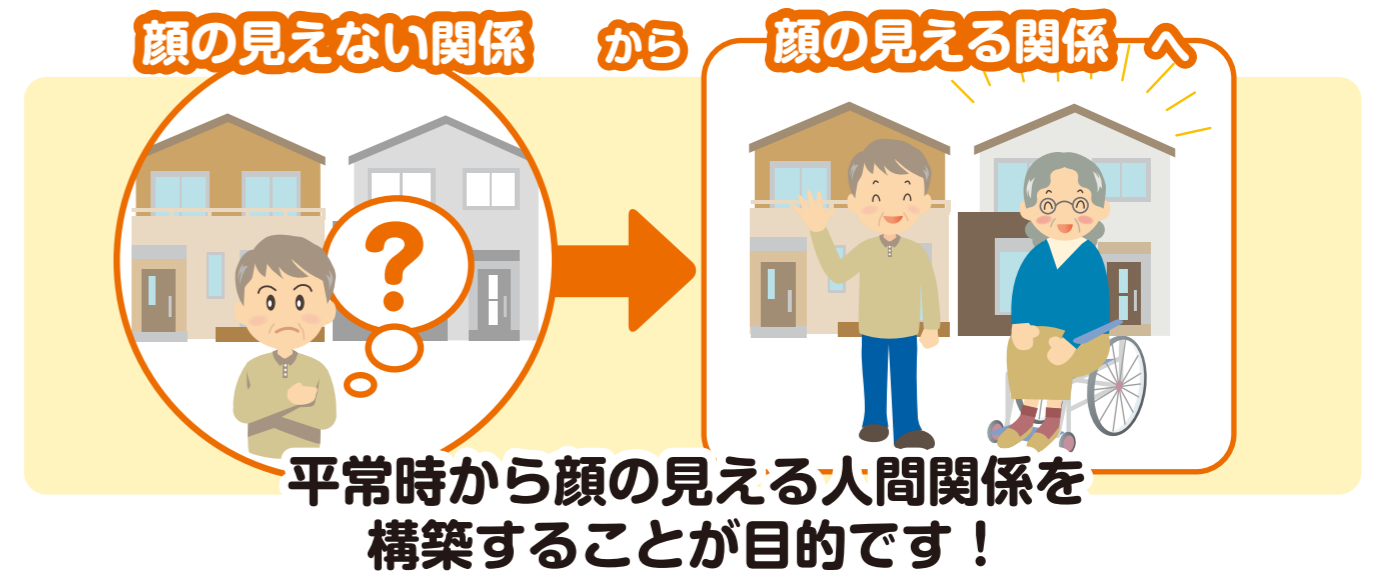 顔の見えない関係 から 顔の見える関係 へ
?
平常時から顔の見える人間関係を
構築することが目的です！